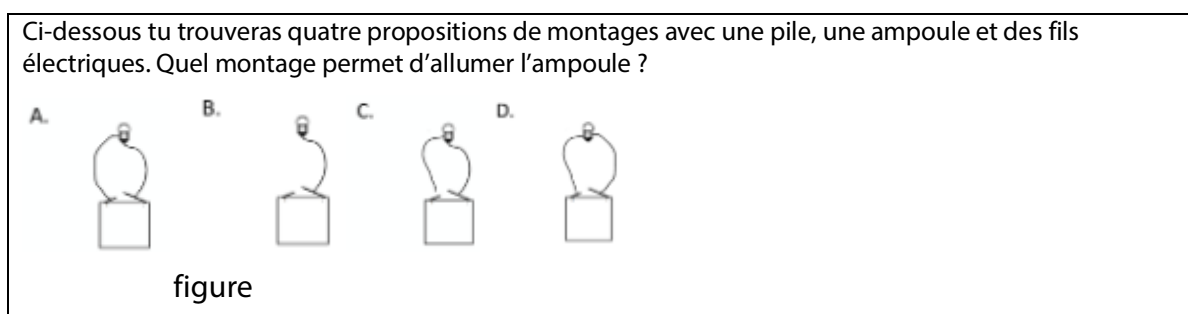 Ci-dessous tu trouveras quatre propositions de montages avec une pile, une ampoule et des fils
électriques. Quel montage permet d’allumer l’ampoule ?
A. B. C. D.
figure